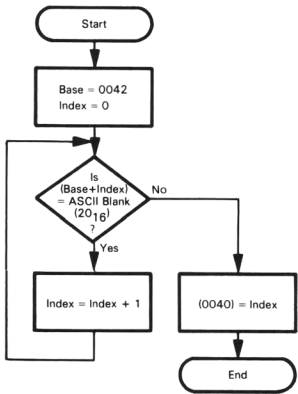 Start
Base = 0042
Index = 0
Is
(Base+Index)
= ASCII Blank
(20₁₆)
?
No
Yes
Index = Index + 1
(0040) = Index
End